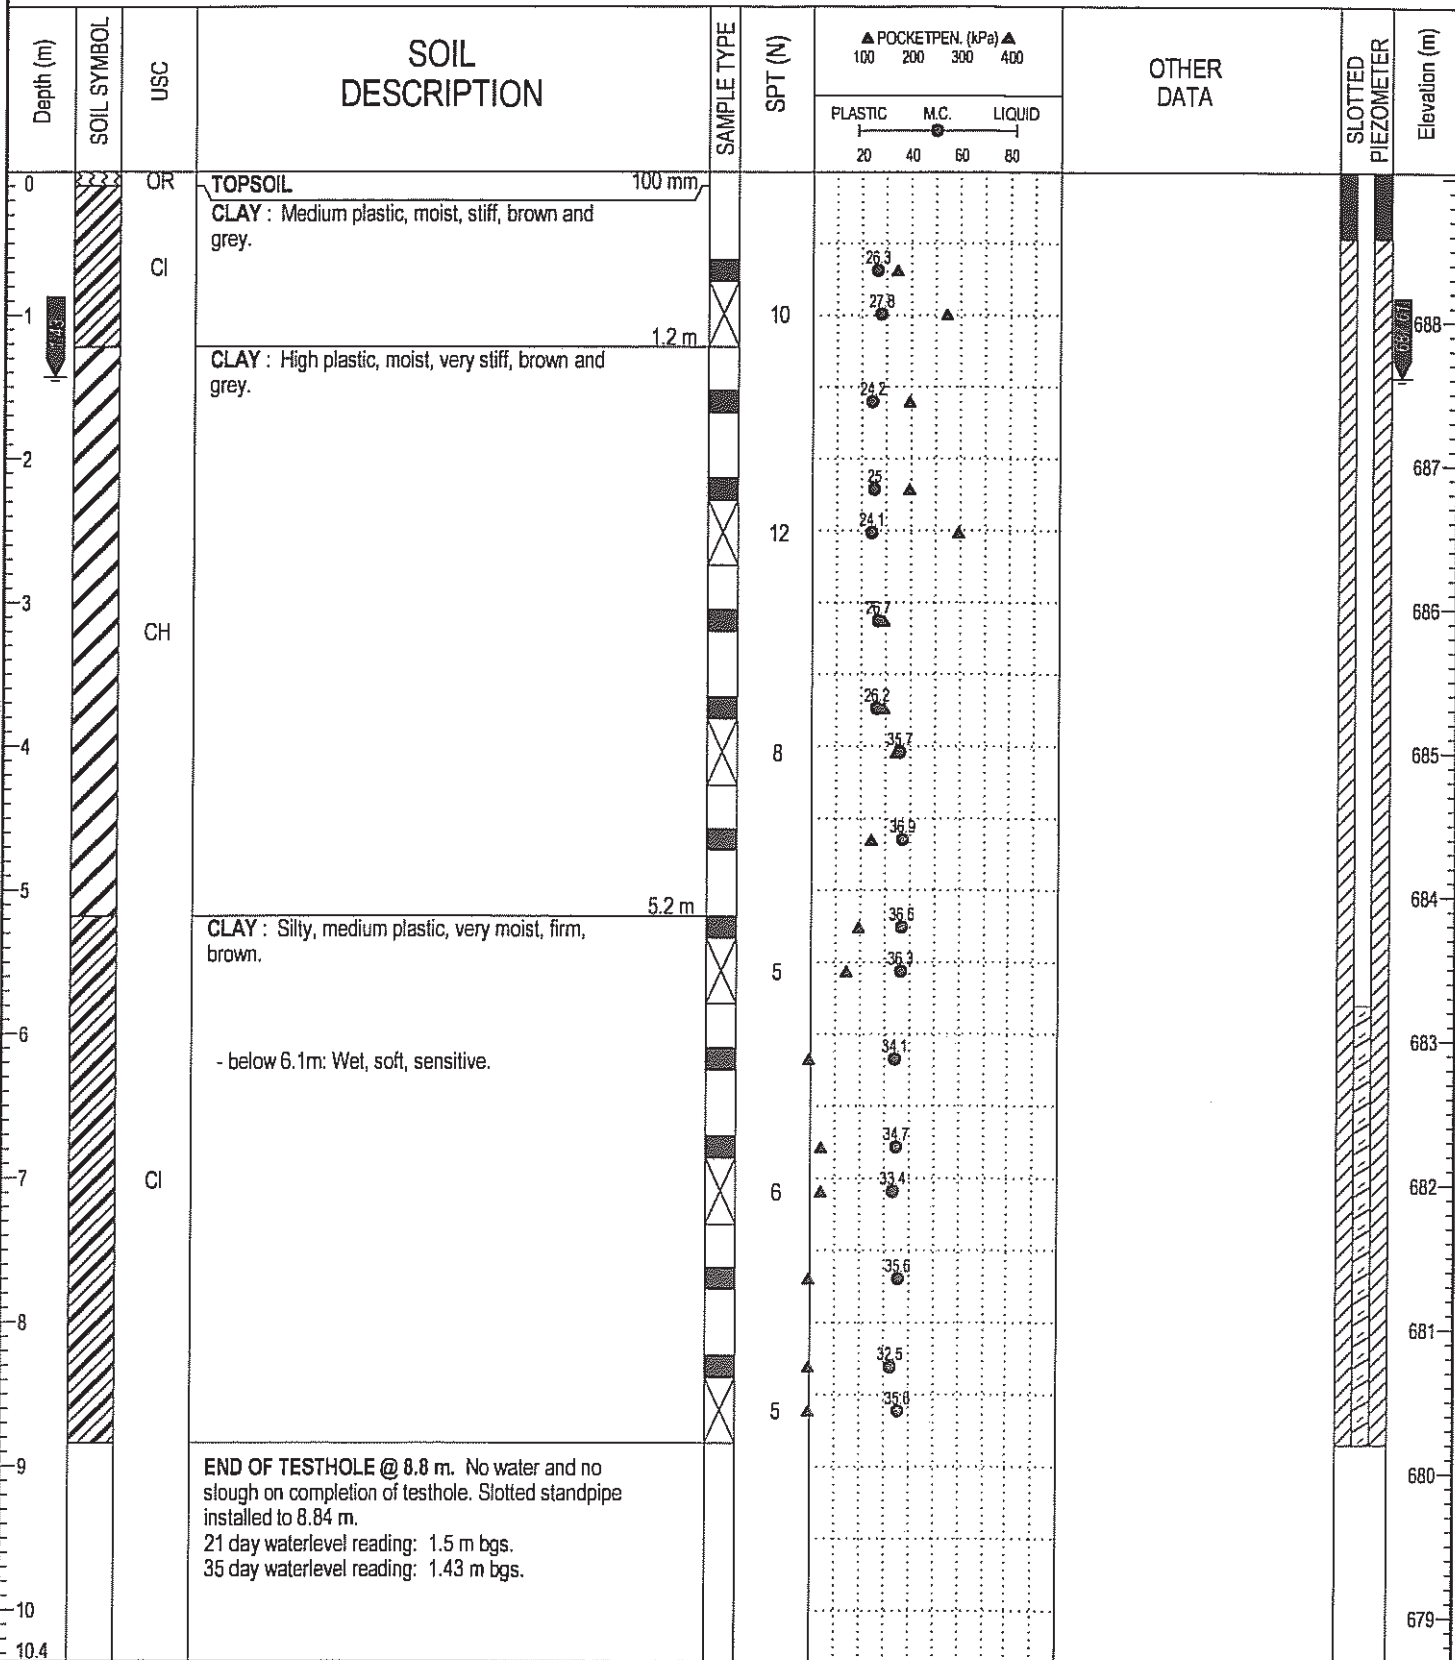 Depth (m)
SOIL SYMBOL
USC
SOIL
DESCRIPTION
SAMPLE TYPE
SPT (N)
▲ POCKETPEN. (kPa) ▲
100 200 300 400
PLASTIC M.C. LIQUID
20 40 60 80
OTHER
DATA
SLOTTED
PIEZOMETER
Elevation (m)
0
OR
TOPSOIL 100 mm
CLAY : Medium plastic, moist, stiff, brown and
grey.
CI
26.3
1
27.8
10
688
1.2 m
CLAY : High plastic, moist, very stiff, brown and
grey.
24.2
2
687
25
24.1
12
3
686
26.7
CH
26.2
4
35.7
8
685
36.9
5
684
5.2 m
CLAY : Silty, medium plastic, very moist, firm,
brown.
36.6
36.3
5
6
683
- below 6.1m: Wet, soft, sensitive.
34.1
34.7
7
CI
33.4
6
682
35.6
8
681
32.5
5
9
680
END OF TESTHOLE @ 8.8 m. No water and no
slough on completion of testhole. Slotted standpipe
installed to 8.84 m.
21 day waterlevel reading: 1.5 m bgs.
35 day waterlevel reading: 1.43 m bgs.
10
679
10.4